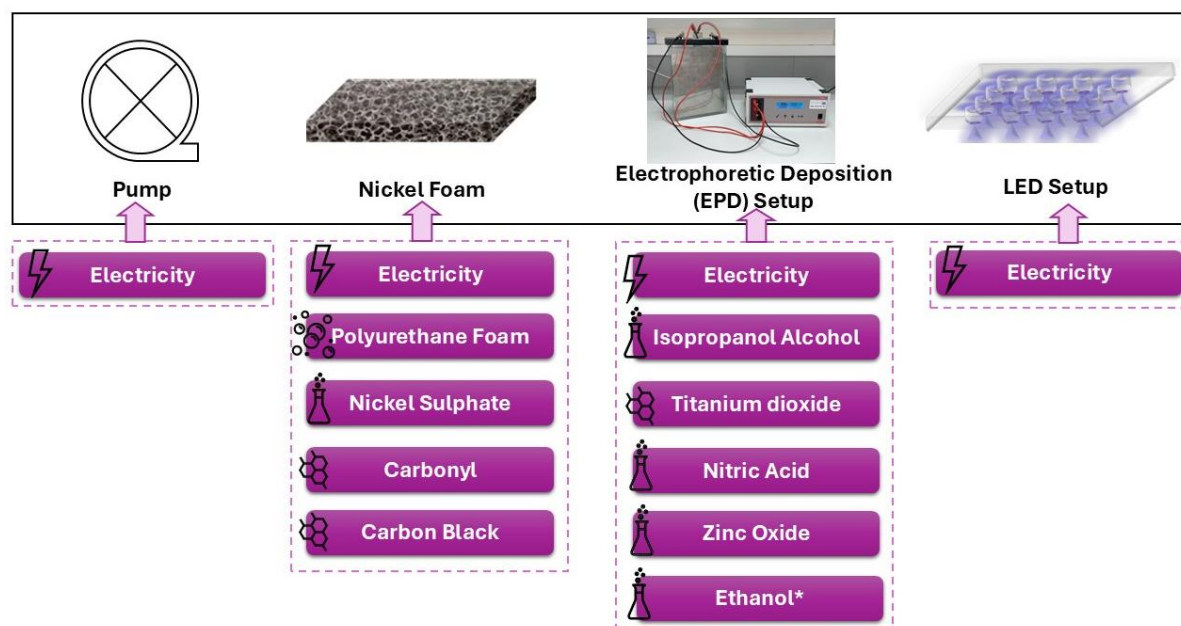 Pump
Nickel Foam
Electrophoretic Deposition
(EPD) Setup
LED Setup
Electricity
Electricity
Polyurethane Foam
Nickel Sulphate
Carbonyl
Carbon Black
Electricity
Isopropanol Alcohol
Titanium dioxide
Nitric Acid
Zinc Oxide
Ethanol*
Electricity